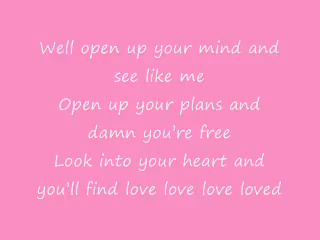 Well open up your mind and
see like me
Open up your plans and
damn you're free
Look into your heart and
you'll find love love love loved